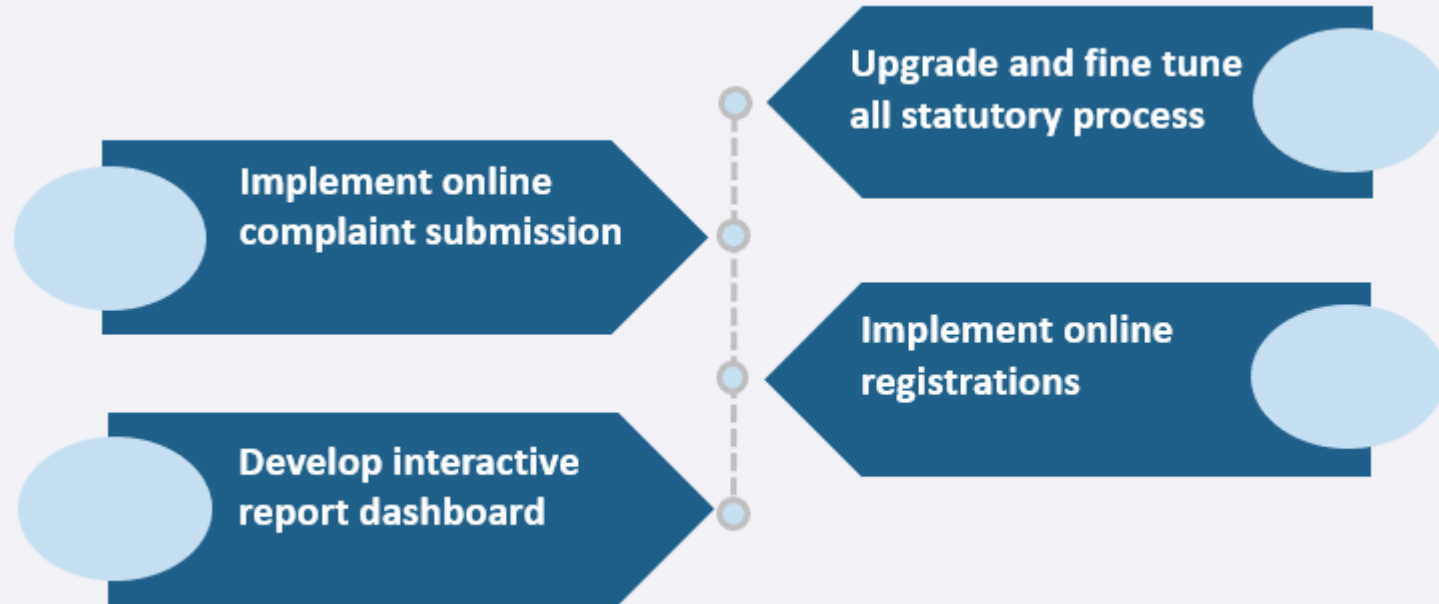 Upgrade and fine tune
all statutory process
Implement online
complaint submission
Implement online
registrations
Develop interactive
report dashboard